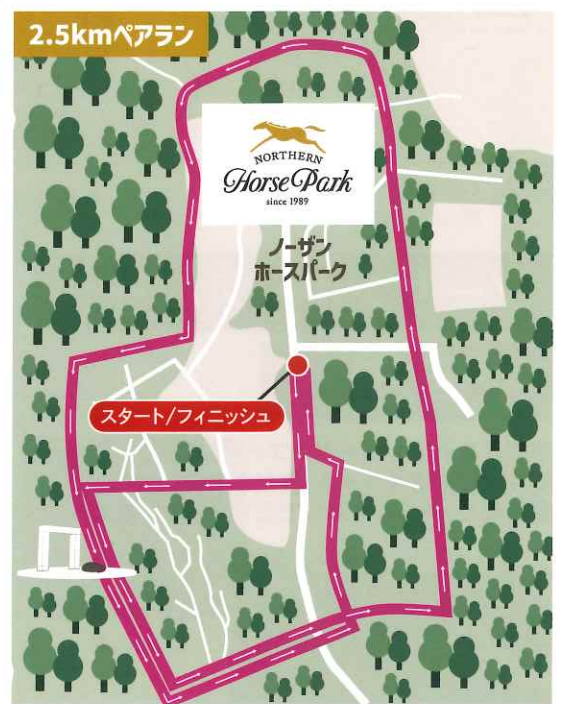 2.5kmペアラン
NORTHERN
Horse Park
since 1989
ノーザン
ホースパーク
スタート/フィニッシュ